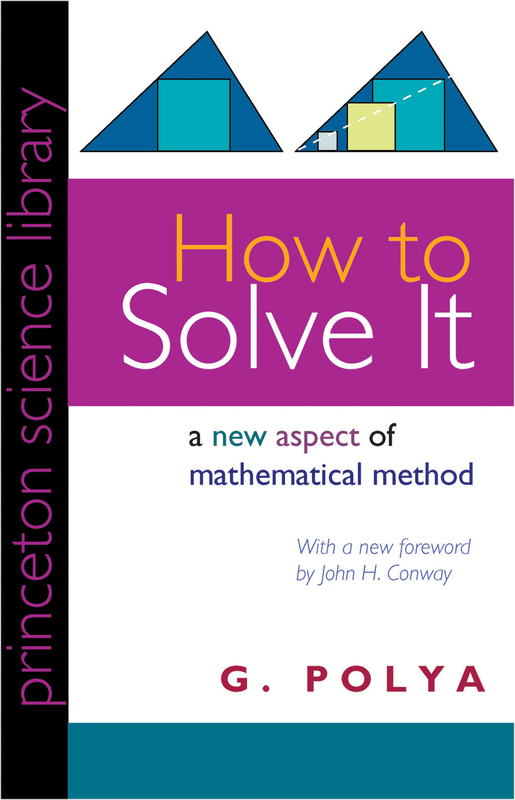 princeton science library
How to
Solve It
a new aspect of
mathematical method
With a new foreword
by John H. Conway
G. POLYA